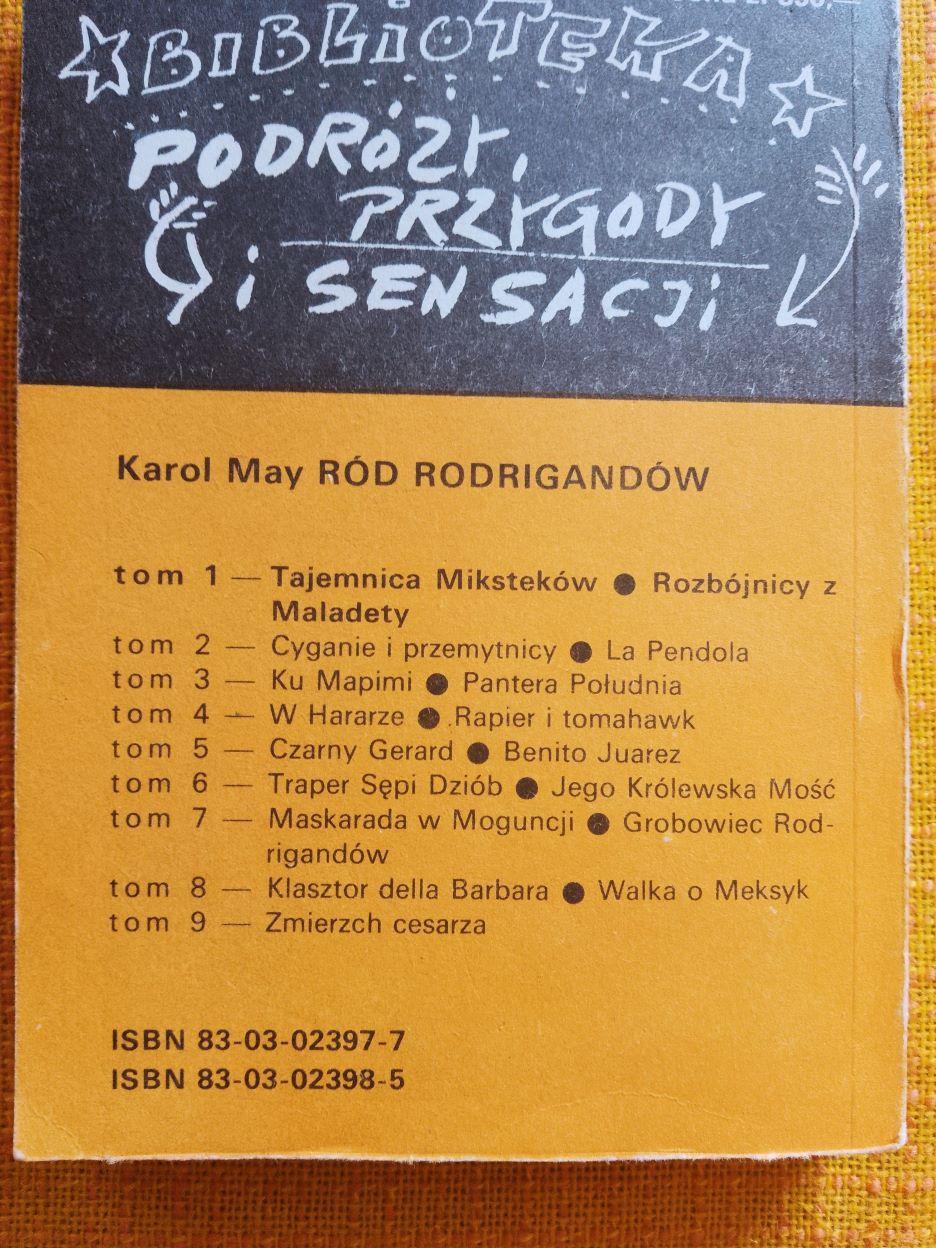 BIBLIOTEKA
PODRÓŻY,
PRZYGODY
i SENSACJi
Karol May RÓD RODRIGANDÓW
tom 1 — Tajemnica Miksteków ● Rozbójnicy z
Maladety
tom 2 — Cyganie i przemytnicy ● La Pendola
tom 3 — Ku Mapimi ● Pantera Południa
tom 4 — W Hararze ● Rapier i tomahawk
tom 5 — Czarny Gerard ● Benito Juarez
tom 6 — Traper Sępi Dziób ● Jego Królewska Mość
tom 7 — Maskarada w Moguncji ● Grobowiec Rod-
rigandów
tom 8 — Klasztor della Barbara ● Walka o Meksyk
tom 9 — Zmierzch cesarza
ISBN 83-03-02397-7
ISBN 83-03-02398-5